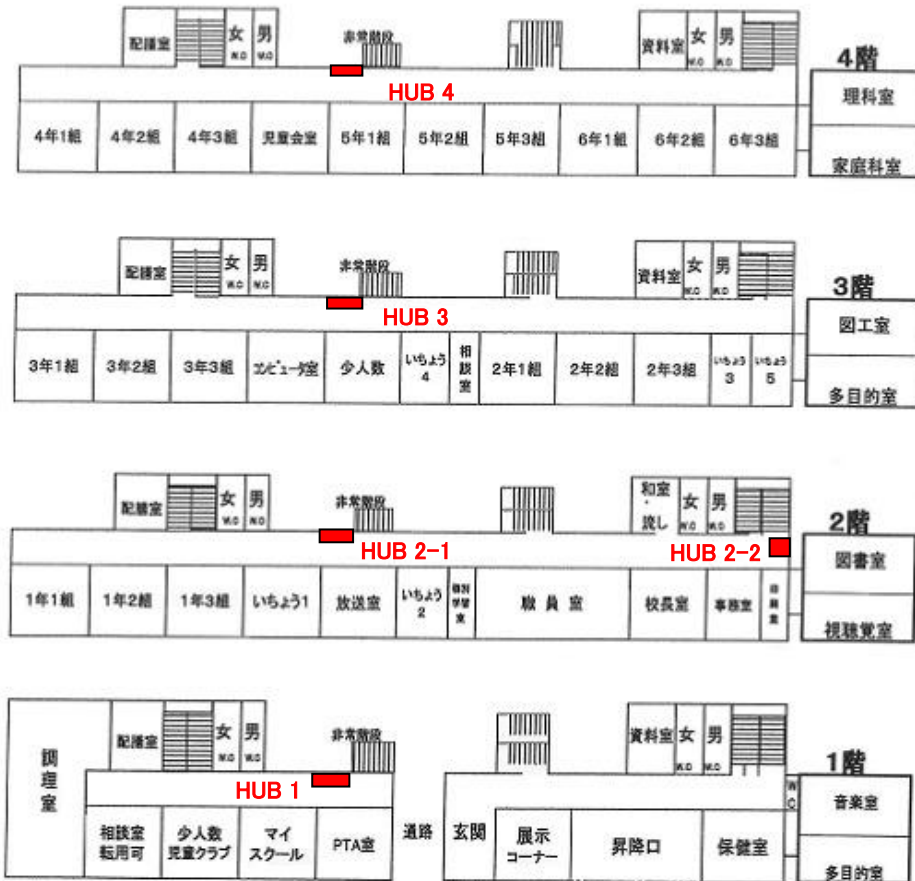 配膳室
女
W.C
男
W.C
非常階段
資料室
女
W.C
男
W.C
4階
HUB 4
理科室
4年1組
4年2組
4年3組
児童会室
5年1組
5年2組
5年3組
6年1組
6年2組
6年3組
家庭科室
配膳室
女
W.C
男
W.C
非常階段
資料室
女
W.C
男
W.C
3階
HUB 3
図工室
3年1組
3年2組
3年3組
コンピュータ室
少人数
いちょう
4
相談室
2年1組
2年2組
2年3組
いちょう
3
いちょう
5
多目的室
配膳室
女
W.C
男
W.C
非常階段
和室
・
流し
女
W.C
男
W.C
2階
HUB 2-1
HUB 2-2
図書室
1年1組
1年2組
1年3組
いちょう1
放送室
いちょう
2
職員室
校長室
事務室
視聴覚室
調理室
配膳室
女
W.C
男
W.C
非常階段
資料室
女
W.C
男
W.C
1階
HUB 1
WC
音楽室
相談室
転用可
少人数
児童クラブ
マイ
スクール
PTA室
通路
玄関
展示
コーナー
昇降口
保健室
多目的室